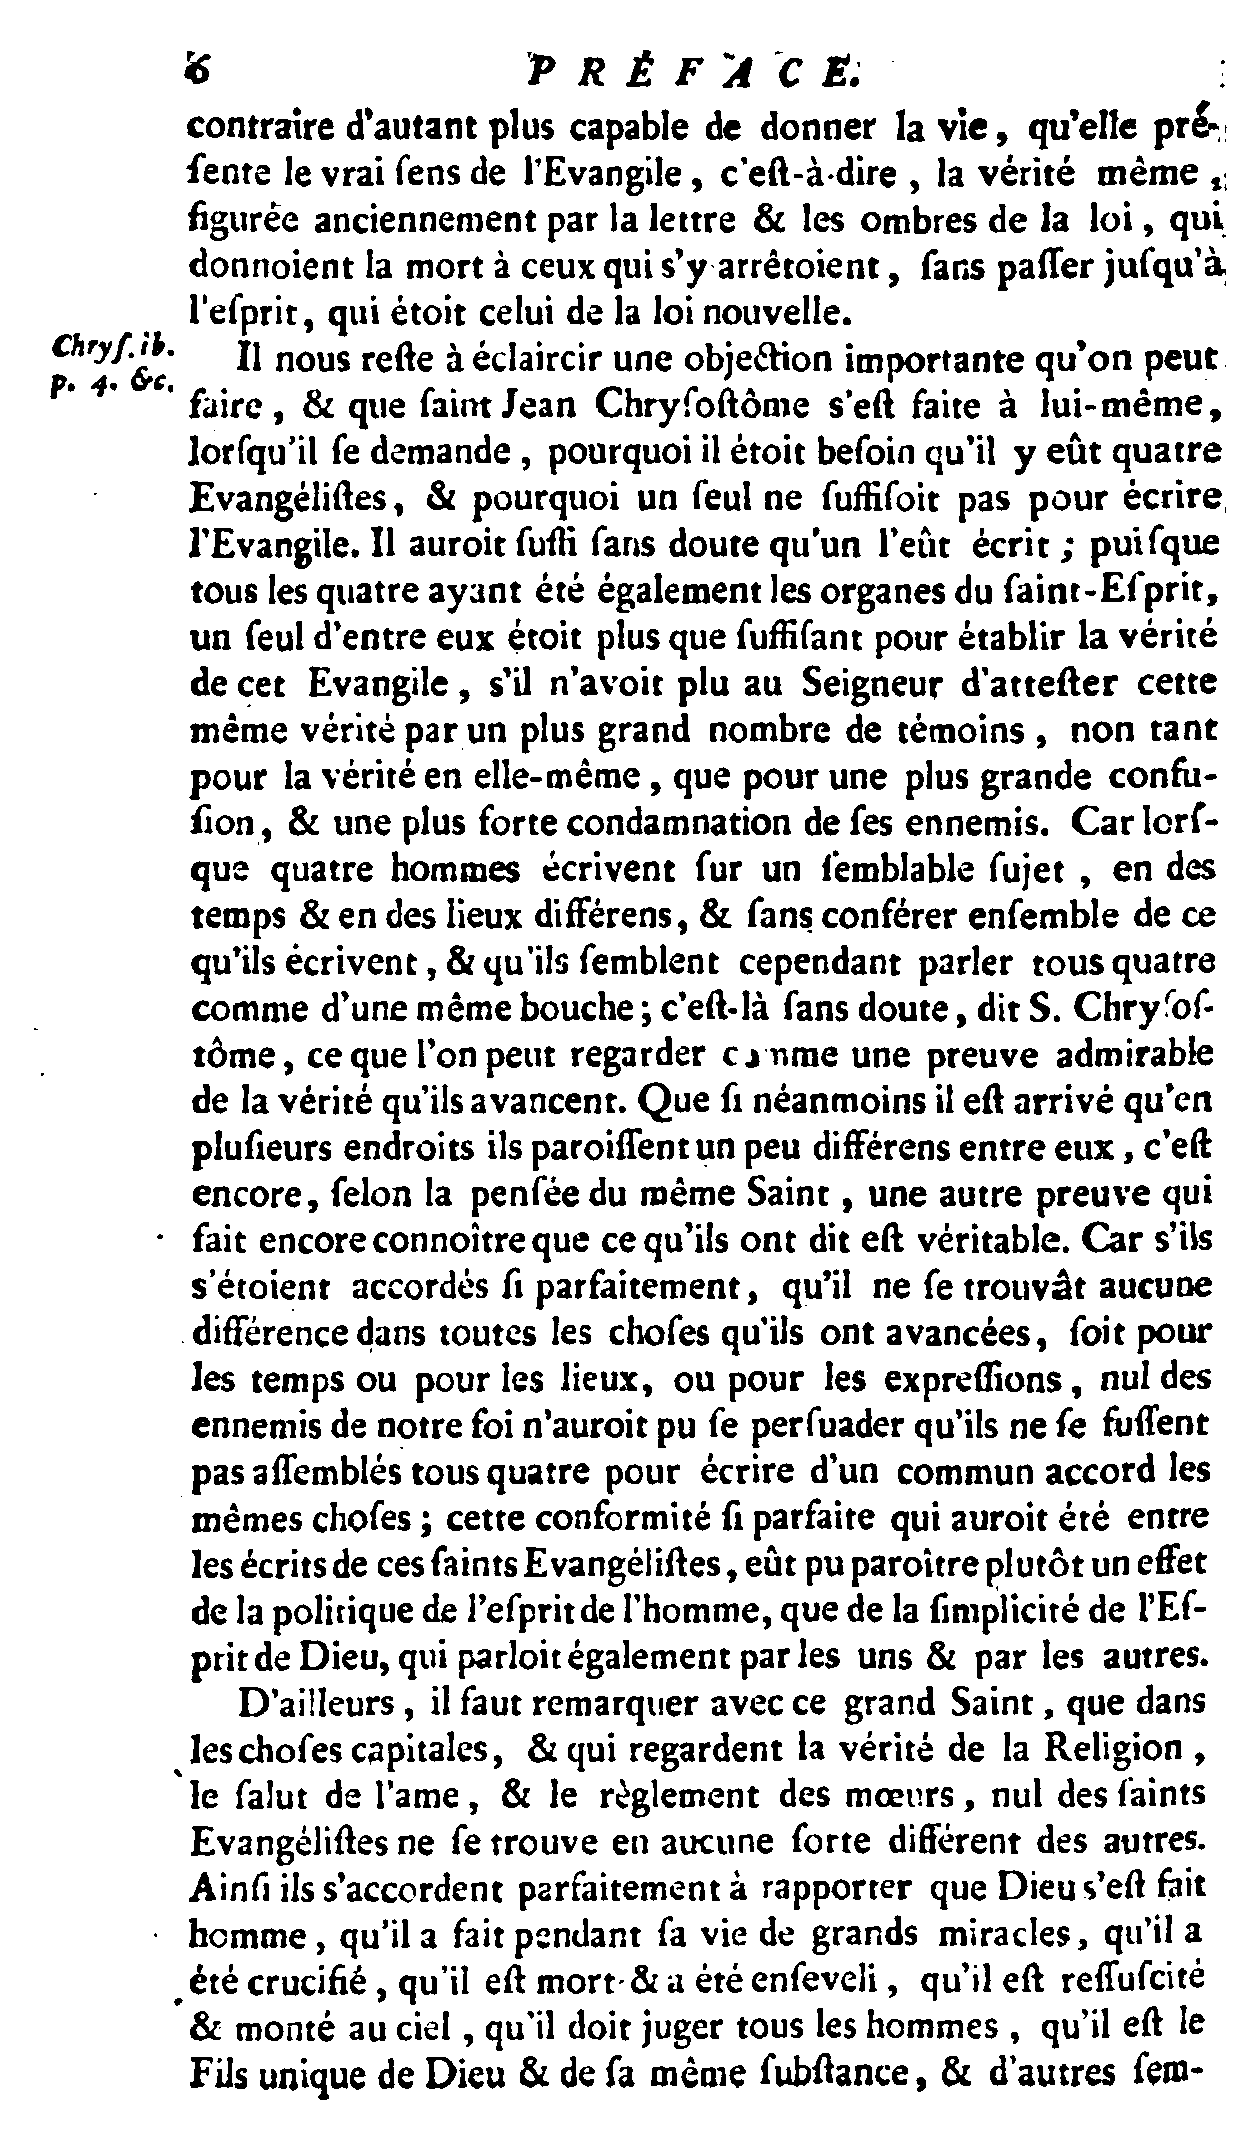 6 PRÉFACE.
contraire d'autant plus capable de donner la vie, qu'elle pré-
ſente le vrai ſens de l'Evangile, c'eſt-à-dire, la vérité même,
figurée anciennement par la lettre & les ombres de la loi, qui
donnoient la mort à ceux qui s'y arrêtoient, ſans paſſer juſqu'à
l'eſprit, qui étoit celui de la loi nouvelle.
Chryſ. ib.
p. 4. &c.
Il nous reſte à éclaircir une objection importante qu'on peut
faire, & que ſaint Jean Chryſoſtôme s'eſt faite à lui-même,
lorſqu'il ſe demande, pourquoi il étoit beſoin qu'il y eût quatre
Evangéliſtes, & pourquoi un ſeul ne ſuffiſoit pas pour écrire
l'Evangile. Il auroit ſuffi ſans doute qu'un l'eût écrit; puiſque
tous les quatre ayant été également les organes du ſaint-Eſprit,
un ſeul d'entre eux étoit plus que ſuffiſant pour établir la vérité
de cet Evangile, s'il n'avoit plu au Seigneur d'atteſter cette
même vérité par un plus grand nombre de témoins, non tant
pour la vérité en elle-même, que pour une plus grande confu-
ſion, & une plus forte condamnation de ſes ennemis. Car lorſ-
que quatre hommes écrivent ſur un ſemblable ſujet, en des
temps & en des lieux différens, & ſans conférer enſemble de ce
qu'ils écrivent, & qu'ils ſemblent cependant parler tous quatre
comme d'une même bouche; c'eſt-là ſans doute, dit S. Chryſoſ-
tôme, ce que l'on peut regarder comme une preuve admirable
de la vérité qu'ils avancent. Que ſi néanmoins il eſt arrivé qu'en
pluſieurs endroits ils paroiſſent un peu différens entre eux, c'eſt
encore, ſelon la penſée du même Saint, une autre preuve qui
fait encore connoître que ce qu'ils ont dit eſt véritable. Car s'ils
s'étoient accordés ſi parfaitement, qu'il ne ſe trouvât aucune
différence dans toutes les choſes qu'ils ont avancées, ſoit pour
les temps ou pour les lieux, ou pour les expreſſions, nul des
ennemis de notre foi n'auroit pu ſe perſuader qu'ils ne ſe fuſſent
pas aſſemblés tous quatre pour écrire d'un commun accord les
mêmes choſes; cette conformité ſi parfaite qui auroit été entre
les écrits de ces ſaints Evangéliſtes, eût pu paroître plutôt un effet
de la politique de l'eſprit de l'homme, que de la ſimplicité de l'Eſ-
prit de Dieu, qui parloit également par les uns & par les autres.
D'ailleurs, il faut remarquer avec ce grand Saint, que dans
les choſes capitales, & qui regardent la vérité de la Religion,
le ſalut de l'ame, & le règlement des mœurs, nul des ſaints
Evangéliſtes ne ſe trouve en aucune ſorte différent des autres.
Ainſi ils s'accordent parfaitement à rapporter que Dieu s'eſt fait
homme, qu'il a fait pendant ſa vie de grands miracles, qu'il a
été crucifié, qu'il eſt mort & a été enſeveli, qu'il eſt reſſuſcité
& monté au ciel, qu'il doit juger tous les hommes, qu'il eſt le
Fils unique de Dieu & de ſa même ſubſtance, & d'autres ſem-